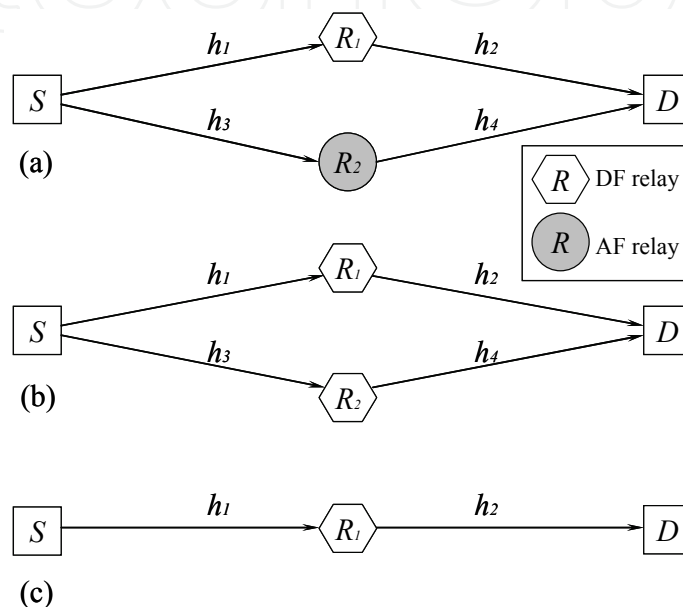 h1 R1 h2
S D
h3 h4
(a) R2
R DF relay
R AF relay
h1 R1 h2
S D
h3 h4
(b) R2
h1 h2
S R1 D
(c)